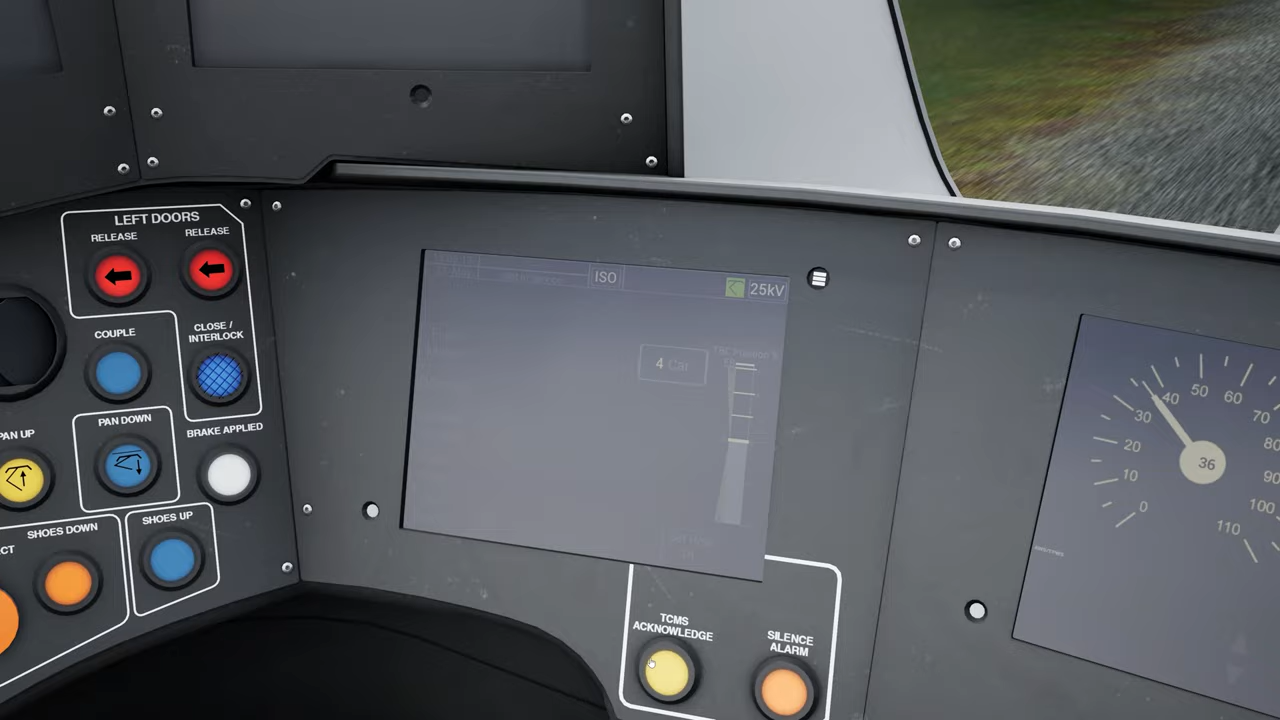 LEFT DOORS
RELEASE
RELEASE
COUPLE
CLOSE /
INTERLOCK
PAN UP
PAN DOWN
BRAKE APPLIED
SHOES DOWN
SHOES UP
ISO
25kV
4 Car
TCMS
ACKNOWLEDGE
SILENCE
ALARM
0
10
20
30
40
50
60
70
80
90
100
110
36